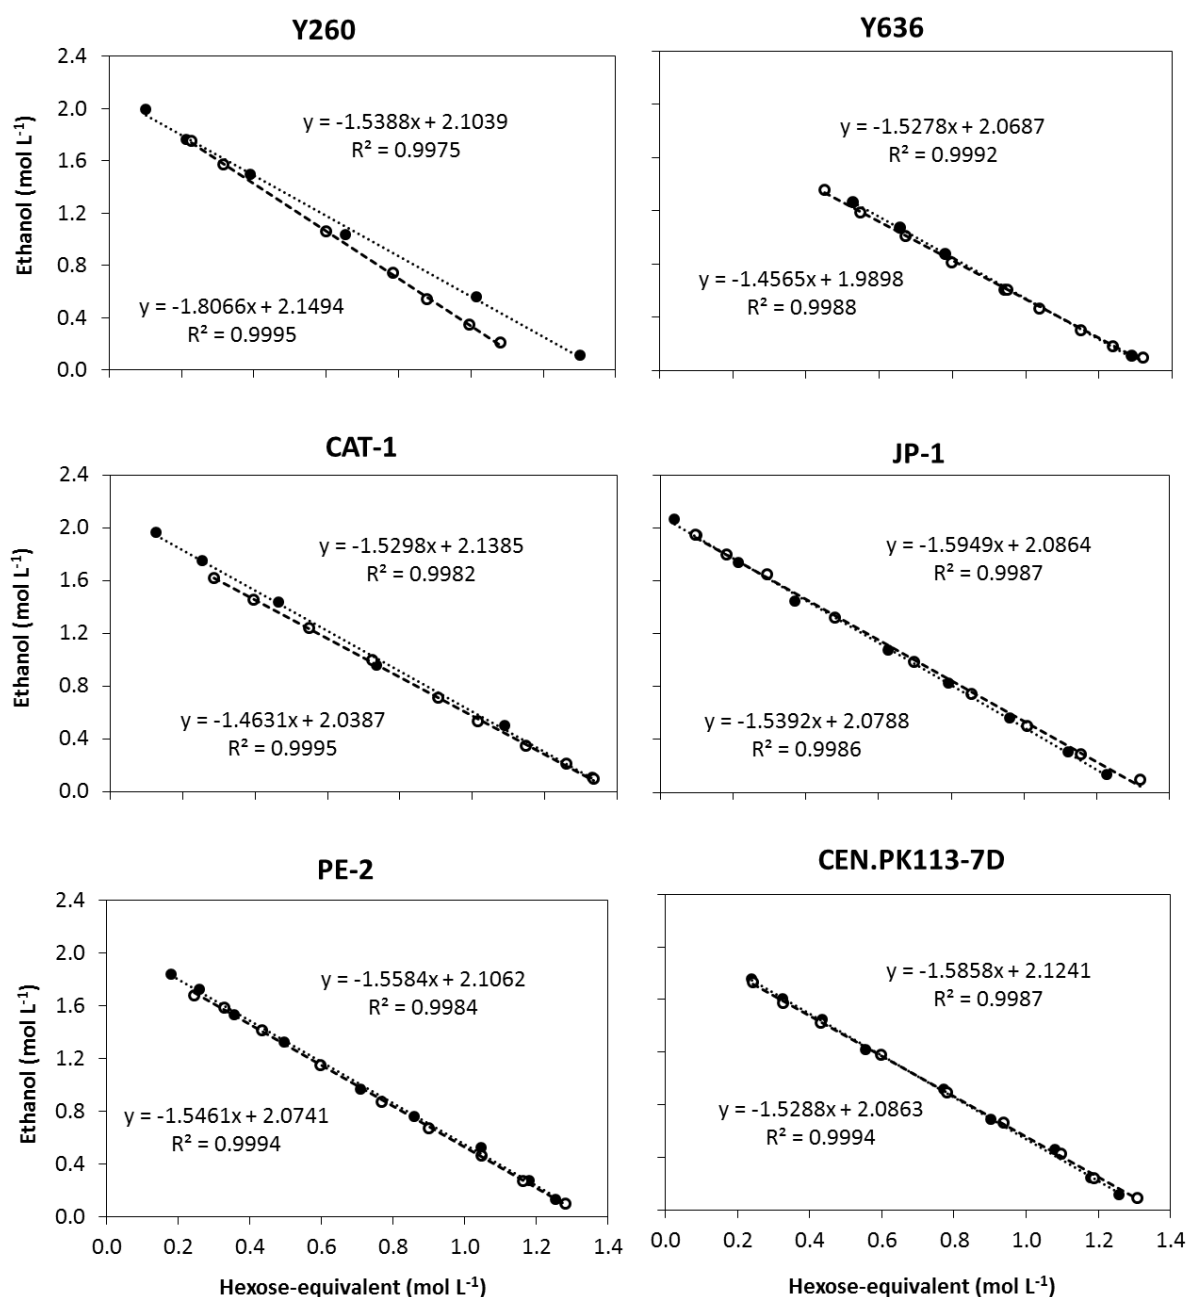 Y260
Y636
2.4
2.0
1.6
1.2
0.8
0.4
0.0
Ethanol (mol L⁻¹)
y = -1.5388x + 2.1039
R² = 0.9975
y = -1.8066x + 2.1494
R² = 0.9995
y = -1.5278x + 2.0687
R² = 0.9992
y = -1.4565x + 1.9898
R² = 0.9988
CAT-1
JP-1
2.4
2.0
1.6
1.2
0.8
0.4
0.0
Ethanol (mol L⁻¹)
y = -1.5298x + 2.1385
R² = 0.9982
y = -1.4631x + 2.0387
R² = 0.9995
y = -1.5949x + 2.0864
R² = 0.9987
y = -1.5392x + 2.0788
R² = 0.9986
PE-2
CEN.PK113-7D
2.4
2.0
1.6
1.2
0.8
0.4
0.0
Ethanol (mol L⁻¹)
y = -1.5584x + 2.1062
R² = 0.9984
y = -1.5461x + 2.0741
R² = 0.9994
y = -1.5858x + 2.1241
R² = 0.9987
y = -1.5288x + 2.0863
R² = 0.9994
0.0 0.2 0.4 0.6 0.8 1.0 1.2 1.4
0.0 0.2 0.4 0.6 0.8 1.0 1.2 1.4
Hexose-equivalent (mol L⁻¹)
Hexose-equivalent (mol L⁻¹)